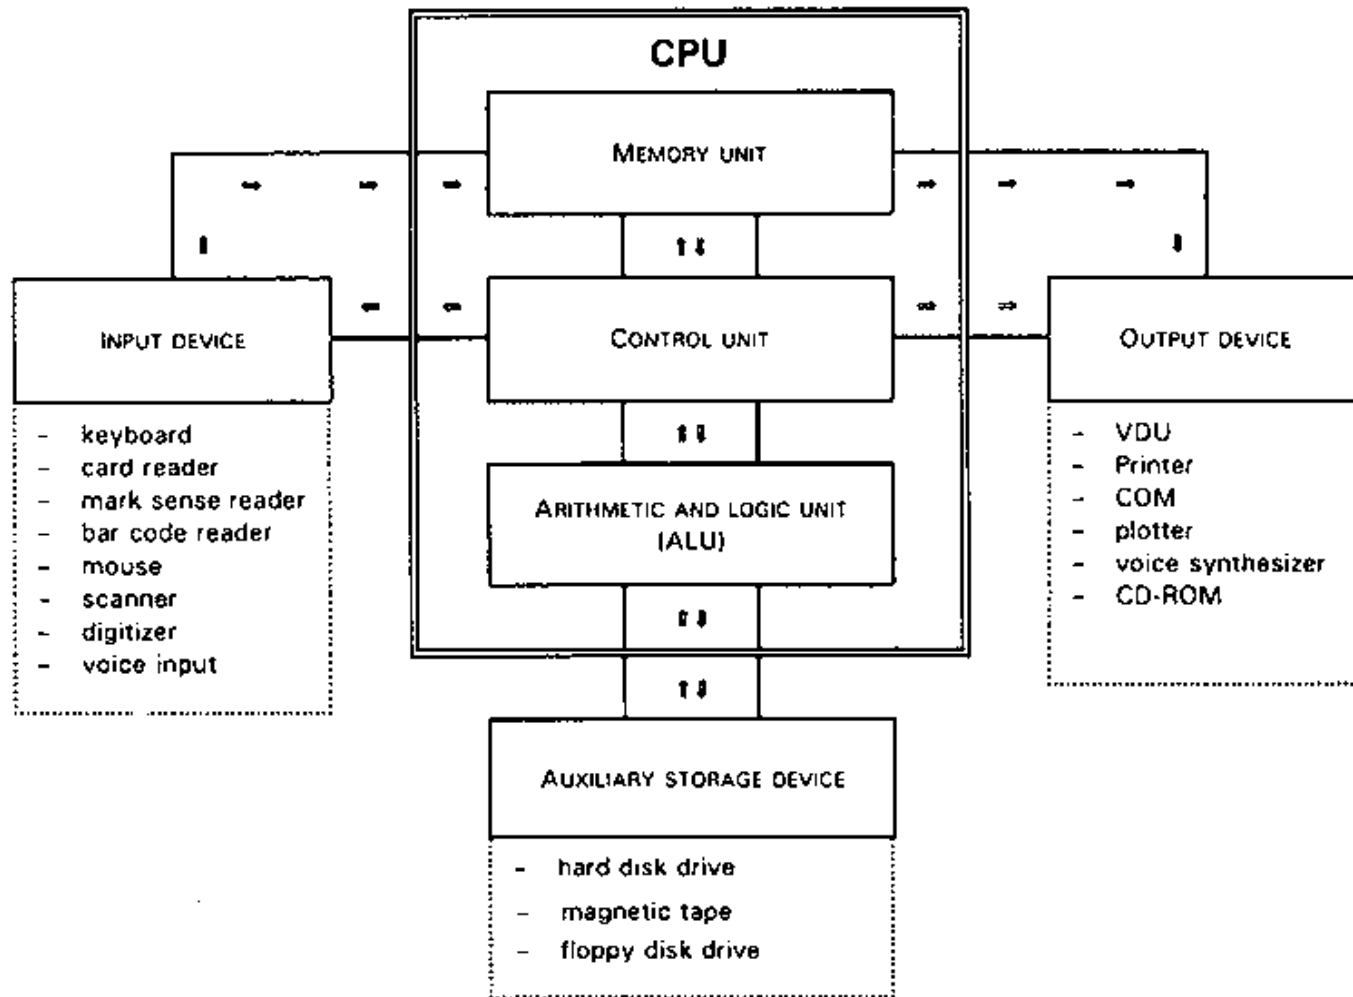 CPU
MEMORY UNIT
INPUT DEVICE
CONTROL UNIT
OUTPUT DEVICE
- keyboard
- card reader
- mark sense reader
- bar code reader
- mouse
- scanner
- digitizer
- voice input
ARITHMETIC AND LOGIC UNIT
(ALU)
- VDU
- Printer
- COM
- plotter
- voice synthesizer
- CD-ROM
AUXILIARY STORAGE DEVICE
- hard disk drive
- magnetic tape
- floppy disk drive